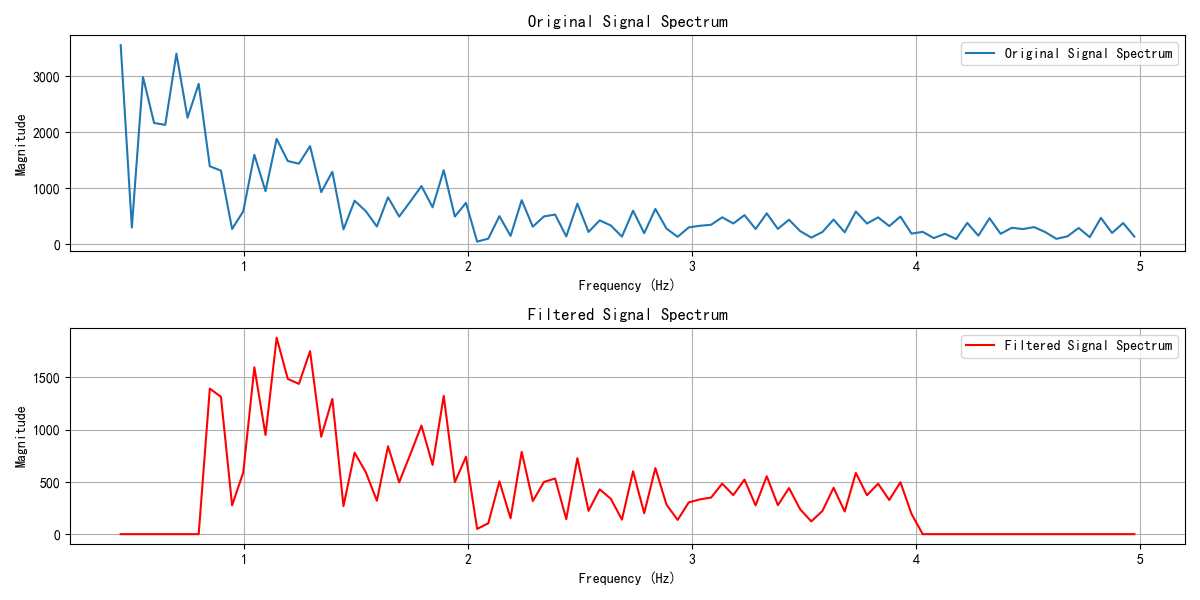 Original Signal Spectrum
Original Signal Spectrum
Magnitude
3000
2000
1000
0
1 2 3 4 5
Frequency (Hz)
Filtered Signal Spectrum
Filtered Signal Spectrum
Magnitude
1500
1000
500
0
1 2 3 4 5
Frequency (Hz)